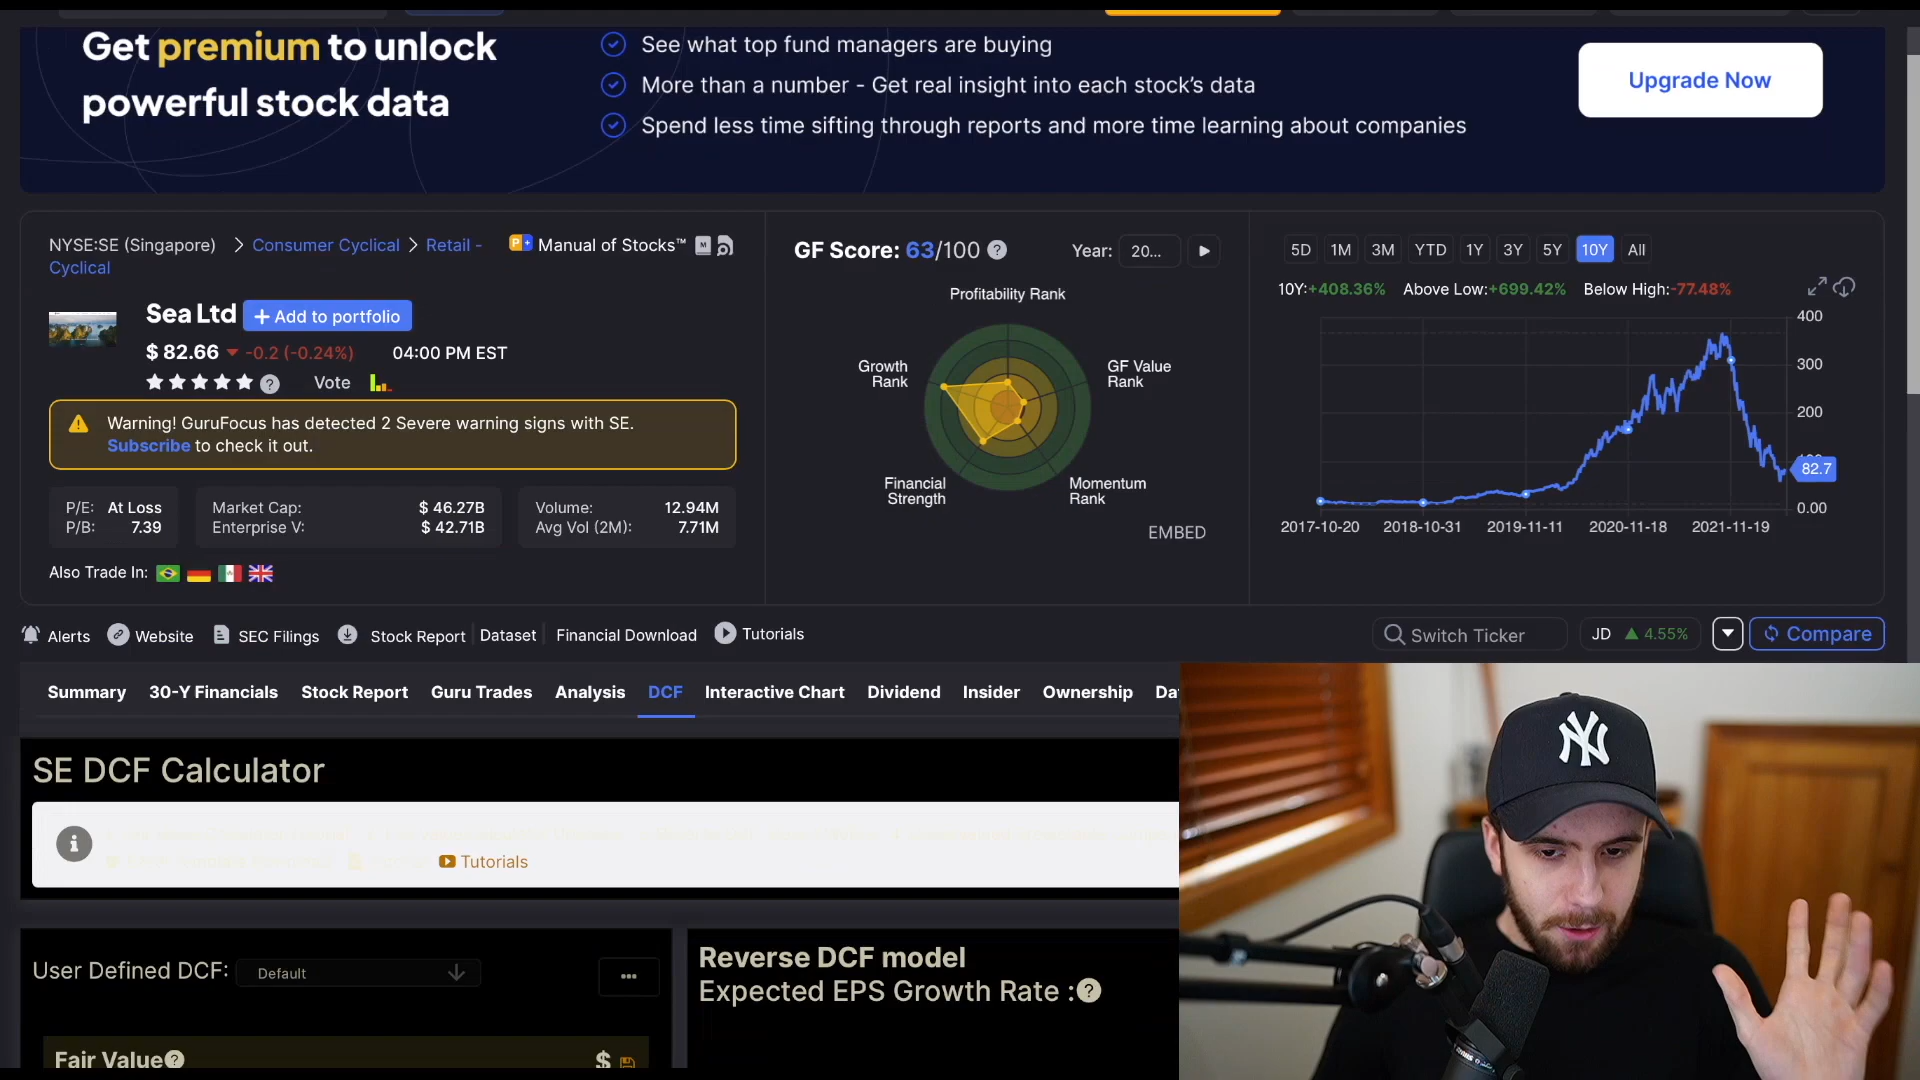 Get premium to unlock
powerful stock data
See what top fund managers are buying
More than a number - Get real insight into each stock’s data
Spend less time sifting through reports and more time learning about companies
Upgrade Now
NYSE:SE (Singapore) > Consumer Cyclical > Retail -
Cyclical
P+ Manual of Stocks™
Sea Ltd
+ Add to portfolio
$ 82.66 -0.2 (-0.24%) 04:00 PM EST
? Vote
Warning! GuruFocus has detected 2 Severe warning signs with SE.
Subscribe to check it out.
P/E: At Loss
P/B: 7.39
Market Cap: $ 46.27B
Enterprise V: $ 42.71B
Volume: 12.94M
Avg Vol (2M): 7.71M
Also Trade In:
GF Score: 63/100 ?
Year: 20...
Profitability Rank
Growth
Rank
GF Value
Rank
Financial
Strength
Momentum
Rank
EMBED
5D 1M 3M YTD 1Y 3Y 5Y 10Y All
10Y:+408.36% Above Low:+699.42% Below High:-77.48%
400
300
200
82.7
0.00
2017-10-20 2018-10-31 2019-11-11 2020-11-18 2021-11-19
Alerts Website SEC Filings Stock Report Dataset Financial Download Tutorials
Switch Ticker JD 4.55% Compare
Summary 30-Y Financials Stock Report Guru Trades Analysis DCF Interactive Chart Dividend Insider Ownership Da
SE DCF Calculator
Tutorials
User Defined DCF: Default ...
Reverse DCF model
Expected EPS Growth Rate :?
Fair Value? $
NY